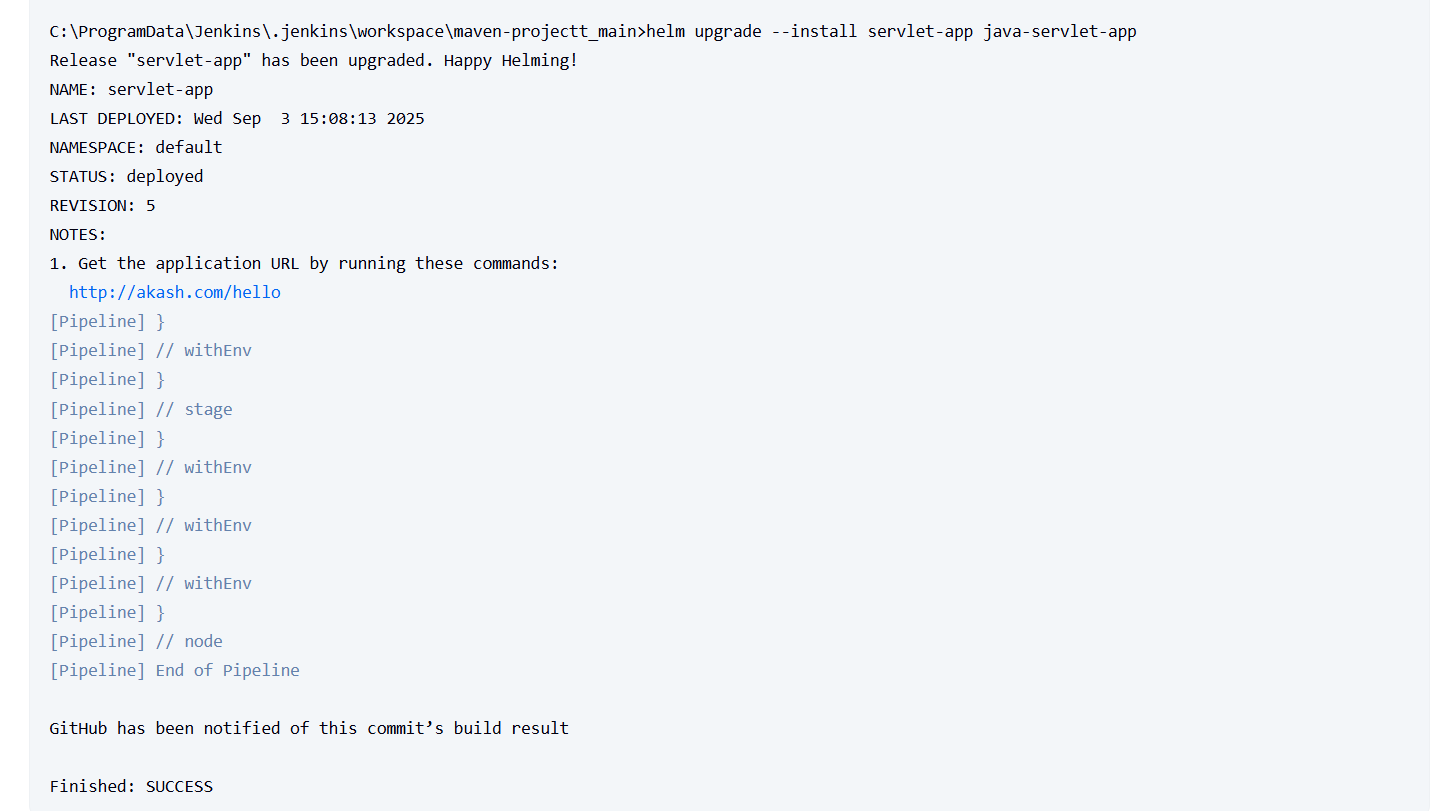 C:\ProgramData\Jenkins\.jenkins\workspace\maven-projectt_main>helm upgrade --install servlet-app java-servlet-app
Release "servlet-app" has been upgraded. Happy Helming!
NAME: servlet-app
LAST DEPLOYED: Wed Sep  3 15:08:13 2025
NAMESPACE: default
STATUS: deployed
REVISION: 5
NOTES:
1. Get the application URL by running these commands:
  http://akash.com/hello
[Pipeline] }
[Pipeline] // withEnv
[Pipeline] }
[Pipeline] // stage
[Pipeline] }
[Pipeline] // withEnv
[Pipeline] }
[Pipeline] // withEnv
[Pipeline] }
[Pipeline] // withEnv
[Pipeline] }
[Pipeline] // node
[Pipeline] End of Pipeline
GitHub has been notified of this commit’s build result
Finished: SUCCESS